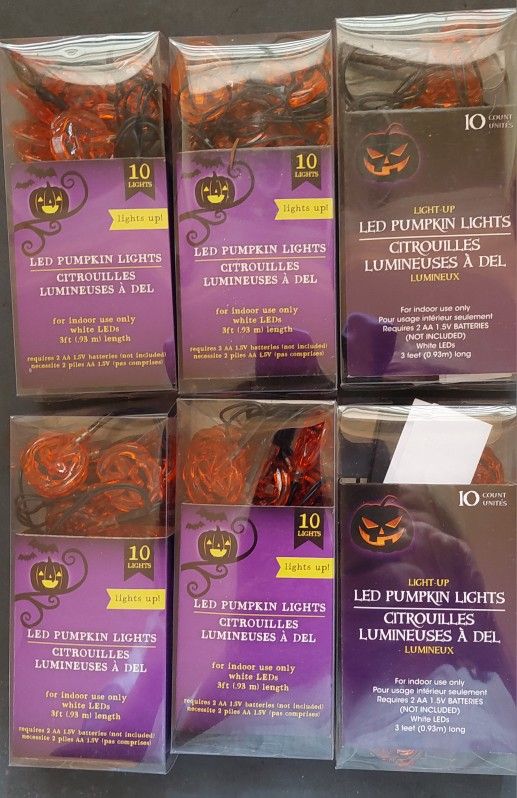 10
LIGHTS
lights up!
LED PUMPKIN LIGHTS
CITROUILLES
LUMINEUSES À DEL
for indoor use only
white LEDs
3ft (.93 m) length
requires 2 AA 1.5V batteries (not included)
necessite 2 piles AA 1.5V (pas comprises)
10
LIGHTS
lights up!
LED PUMPKIN LIGHTS
CITROUILLES
LUMINEUSES À DEL
for indoor use only
white LEDs
3ft (.93 m) length
requires 2 AA 1.5V batteries (not included)
necessite 2 piles AA 1.5V (pas comprises)
10 COUNT
UNITÉS
LIGHT-UP
LED PUMPKIN LIGHTS
CITROUILLES
LUMINEUSES À DEL
LUMINEUX
For indoor use only
Pour usage intérieur seulement
Requires 2 AA 1.5V BATTERIES
(NOT INCLUDED)
White LEDs
3 feet (0.93m) long
10
LIGHTS
lights up!
LED PUMPKIN LIGHTS
CITROUILLES
LUMINEUSES À DEL
for indoor use only
white LEDs
3ft (.93 m) length
requires 2 AA 1.5V batteries (not included)
necessite 2 piles AA 1.5V (pas comprises)
10
LIGHTS
lights up!
LED PUMPKIN LIGHTS
CITROUILLES
LUMINEUSES À DEL
for indoor use only
white LEDs
3ft (.93 m) length
requires 2 AA 1.5V batteries (not included)
necessite 2 piles AA 1.5V (pas comprises)
10 COUNT
UNITÉS
LIGHT-UP
LED PUMPKIN LIGHTS
CITROUILLES
LUMINEUSES À DEL
LUMINEUX
For indoor use only
Pour usage intérieur seulement
Requires 2 AA 1.5V BATTERIES
(NOT INCLUDED)
White LEDs
3 feet (0.93m) long